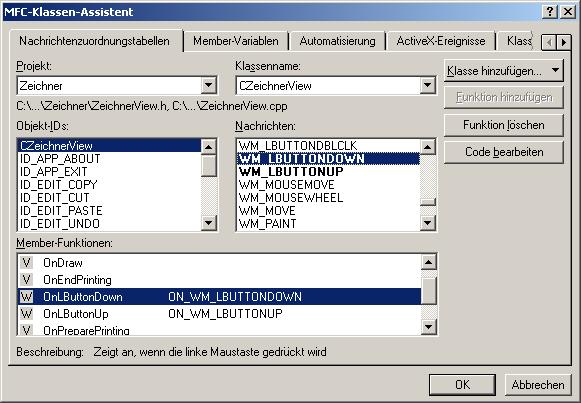 MFC-Klassen-Assistent
Nachrichtenzuordnungstabellen Member-Variablen Automatisierung ActiveX-Ereignisse Klass
Projekt: Klassenname:
Zeichner CZeichnerView
Klasse hinzufügen...
C:\...\Zeichner\ZeichnerView.h, C:\...\Zeichner\ZeichnerView.cpp
Funktion hinzufügen
Objekt-IDs: Nachrichten:
Funktion löschen
CZeichnerView WM_LBUTTONDBLCLK
ID_APP_ABOUT WM_LBUTTONDOWN
Code bearbeiten
ID_APP_EXIT WM_LBUTTONUP
ID_EDIT_COPY WM_MOUSEMOVE
ID_EDIT_CUT WM_MOUSEWHEEL
ID_EDIT_PASTE WM_MOVE
ID_EDIT_UNDO WM_PAINT
Member-Funktionen:
V OnDraw
V OnEndPrinting
W OnLButtonDown ON_WM_LBUTTONDOWN
W OnLButtonUp ON_WM_LBUTTONUP
V OnPreparePrinting
Beschreibung: Zeigt an, wenn die linke Maustaste gedrückt wird
OK Abbrechen